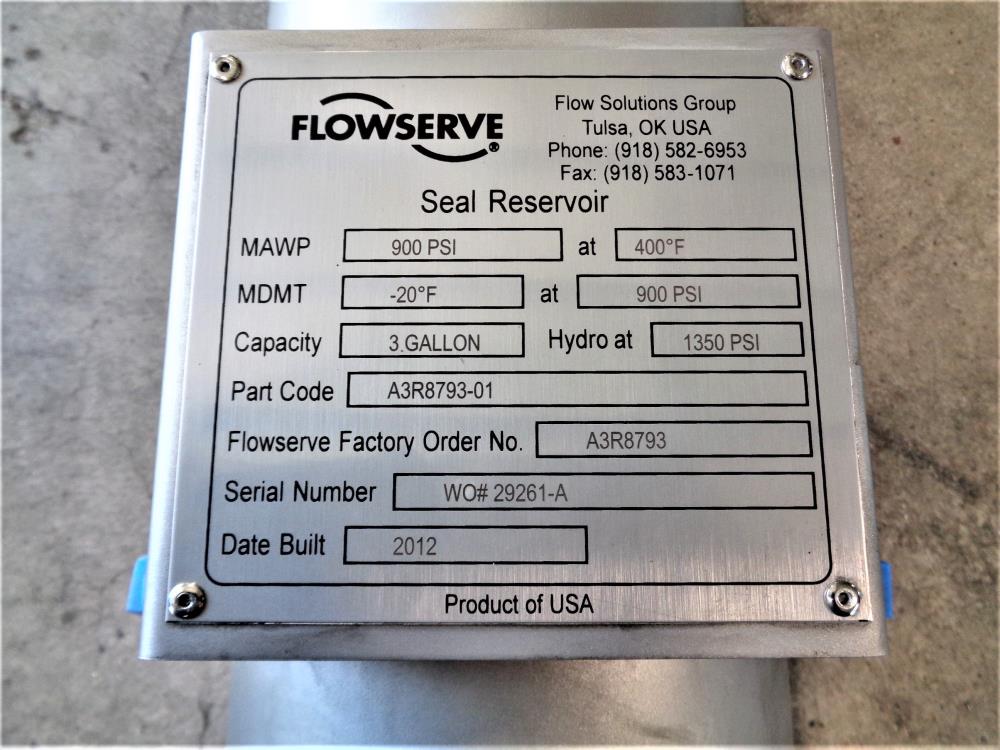 FLOWSERVE®
Flow Solutions Group
Tulsa, OK USA
Phone: (918) 582-6953
Fax: (918) 583-1071
Seal Reservoir
MAWP 900 PSI at 400°F
MDMT -20°F at 900 PSI
Capacity 3.GALLON Hydro at 1350 PSI
Part Code A3R8793-01
Flowserve Factory Order No. A3R8793
Serial Number WO# 29261-A
Date Built 2012
Product of USA